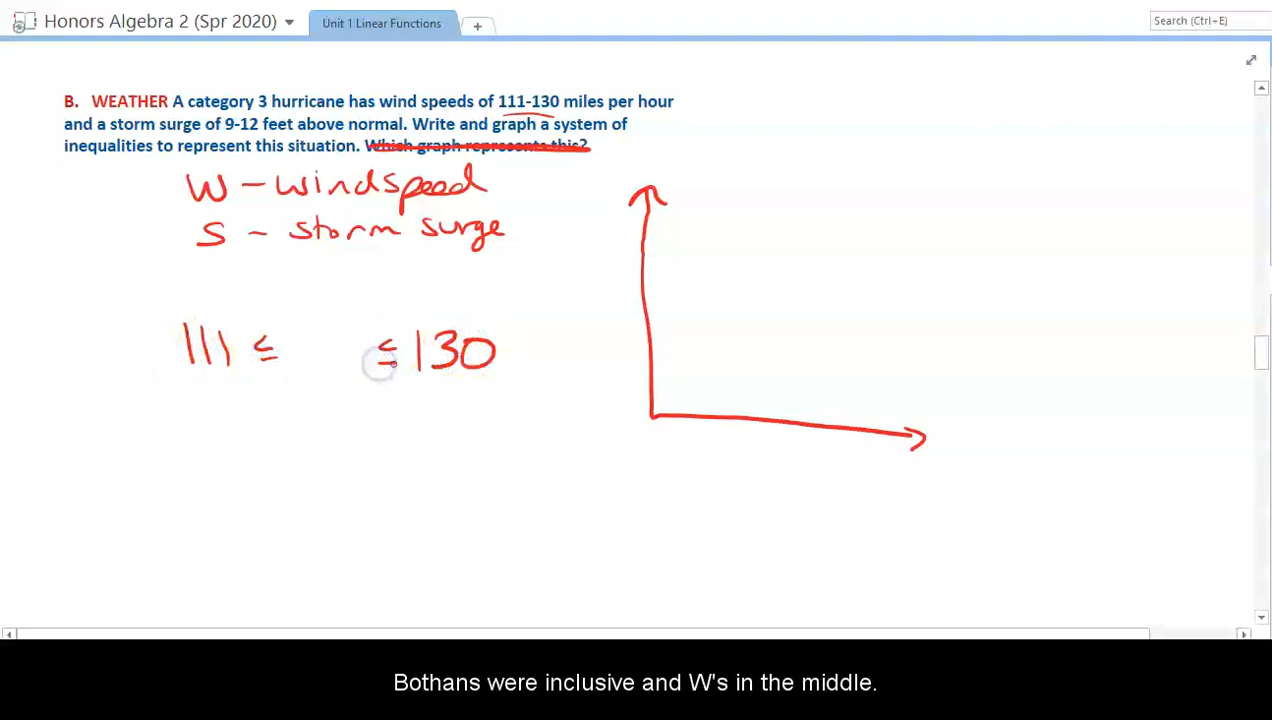 Honors Algebra 2 (Spr 2020)
Unit 1 Linear Functions
+
Search (Ctrl+E)
B. WEATHER A category 3 hurricane has wind speeds of 111-130 miles per hour
and a storm surge of 9-12 feet above normal. Write and graph a system of
inequalities to represent this situation. Which graph represents this?
W - windspeed
S - storm surge
111 ≤ ≤ 130
Bothans were inclusive and W's in the middle.